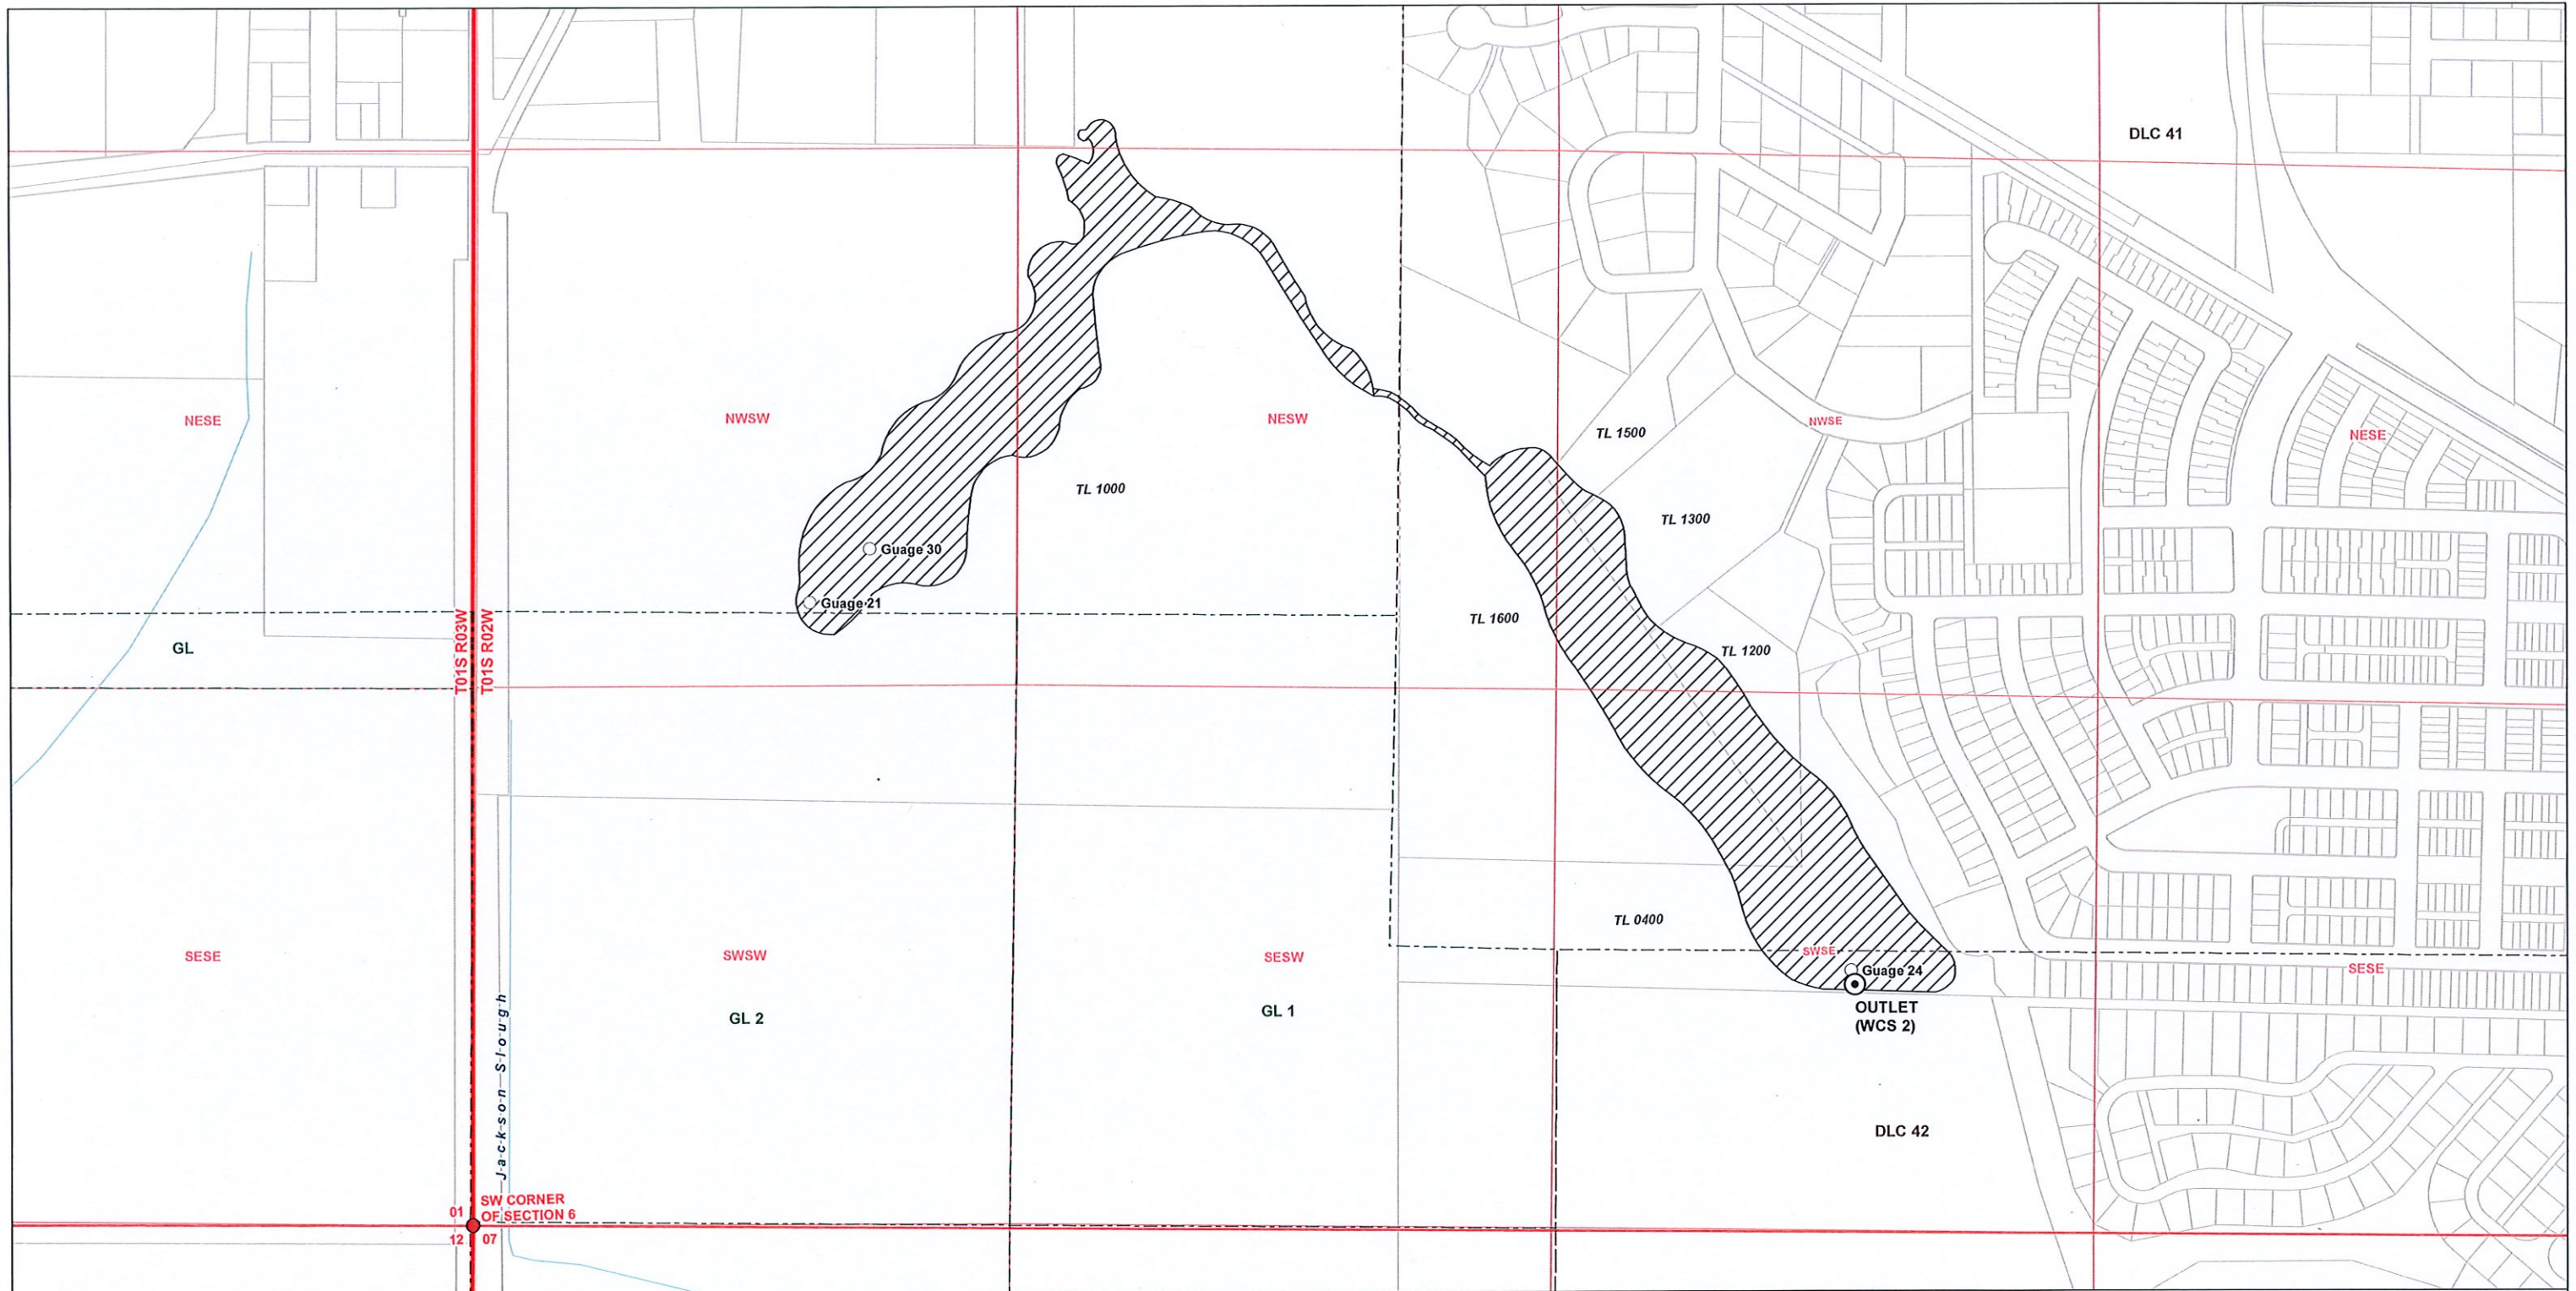 DLC 41
NESE
NWSW
NESW
TL 1500
NWSE
NESE
TL 1000
TL 1300
Guage 30
Guage 21
TL 1600
GL
T01S R03W
T01S R02W
TL 1200
TL 0400
SESE
SWSW
SESW
SWSE
Guage 24
SESE
GL 2
GL 1
OUTLET
(WCS 2)
Jackson Slough
DLC 42
SW CORNER
OF SECTION 6
01
12
07